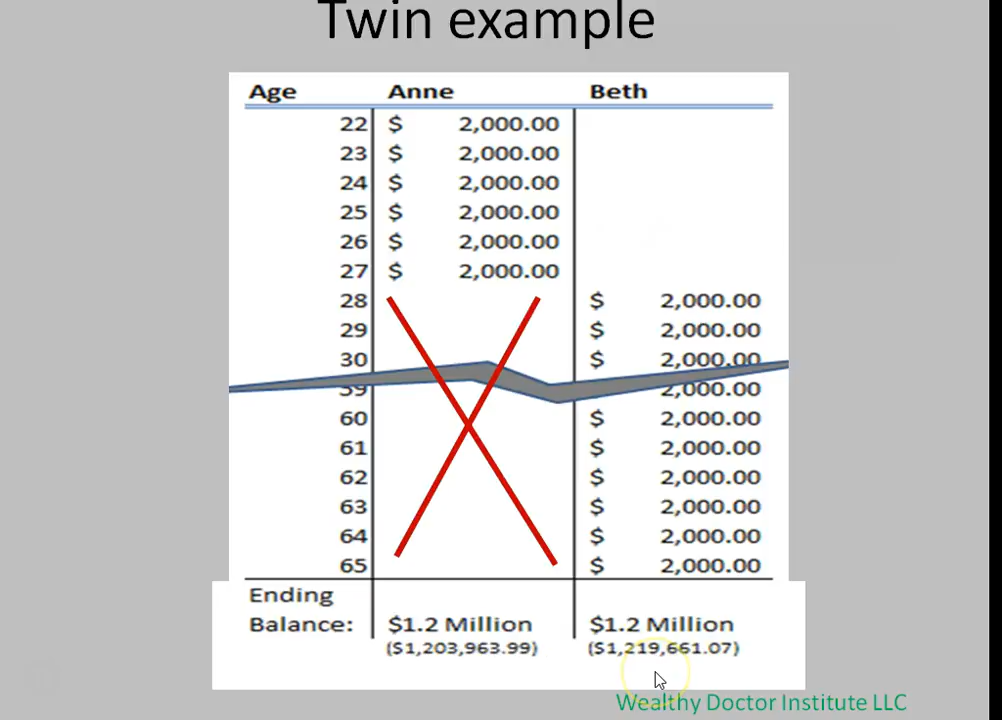 Twin example
Age Anne Beth
22 $ 2,000.00
23 $ 2,000.00
24 $ 2,000.00
25 $ 2,000.00
26 $ 2,000.00
27 $ 2,000.00
28 $ 2,000.00
29 $ 2,000.00
30 $ 2,000.00
2,000.00
60 $ 2,000.00
61 $ 2,000.00
62 $ 2,000.00
63 $ 2,000.00
64 $ 2,000.00
65 $ 2,000.00
Ending
Balance: $1.2 Million $1.2 Million
($1,203,963.99) ($1,219,661.07)
Wealthy Doctor Institute LLC